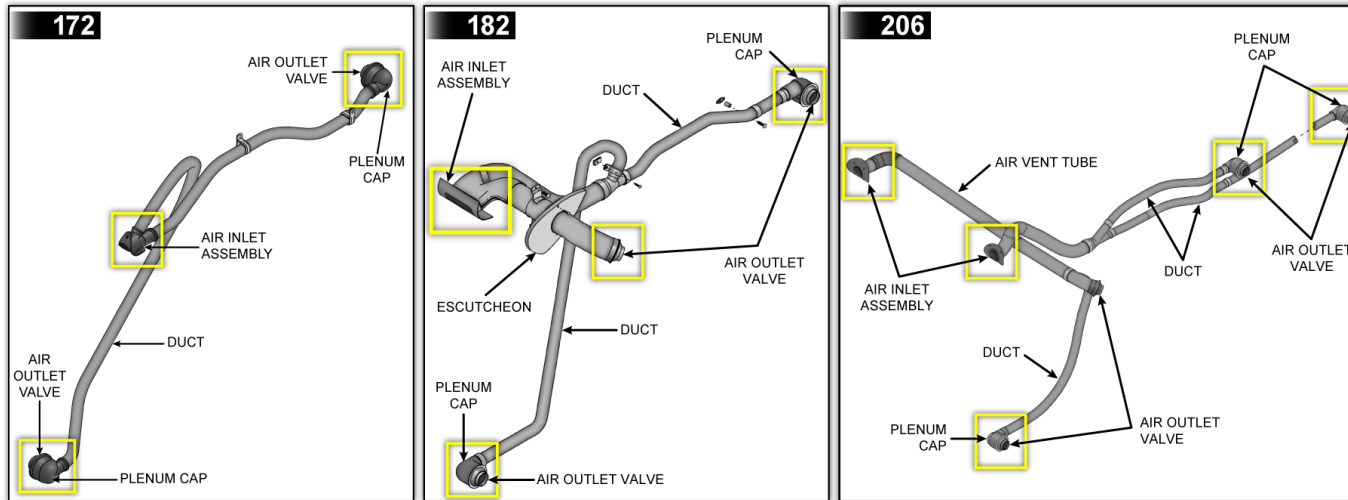 172
AIR OUTLET
VALVE
PLENUM
CAP
AIR INLET
ASSEMBLY
DUCT
AIR
OUTLET
VALVE
PLENUM CAP
182
PLENUM
CAP
AIR INLET
ASSEMBLY
DUCT
AIR OUTLET
VALVE
ESCUTCHEON
DUCT
PLENUM
CAP
AIR OUTLET VALVE
206
PLENUM
CAP
AIR VENT TUBE
AIR OUTLET
VALVE
DUCT
AIR INLET
ASSEMBLY
DUCT
PLENUM
CAP
AIR OUTLET
VALVE